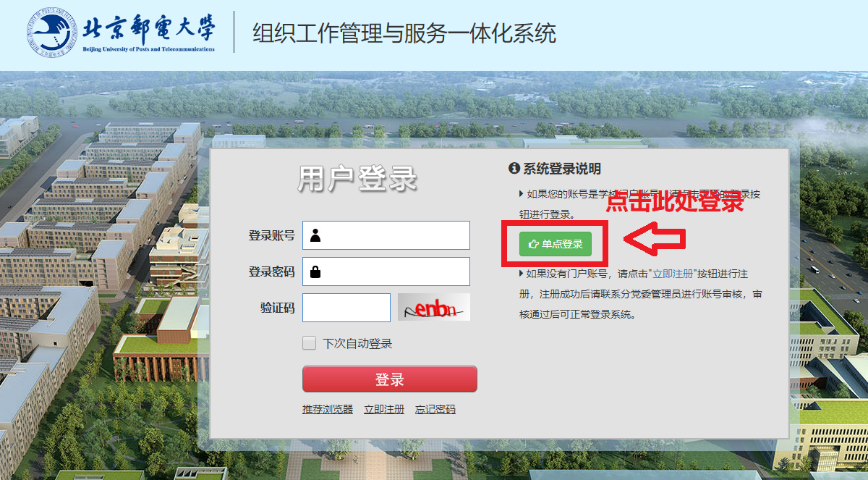 北京郵電大学
Beijing University of Posts and Telecommunications
组织工作管理与服务一体化系统
用户登录
登录账号
登录密码
验证码
enbn
下次自动登录
登录
推荐浏览器 立即注册 忘记密码
系统登录说明
如果您的账号是学校门户账号
登录按
钮进行登录。
点击此处登录
单点登录
如果没有门户账号，请点击"立即注册"按钮进行注
册，注册成功后请联系分党委管理员进行账号审核，审
核通过后可正常登录系统。